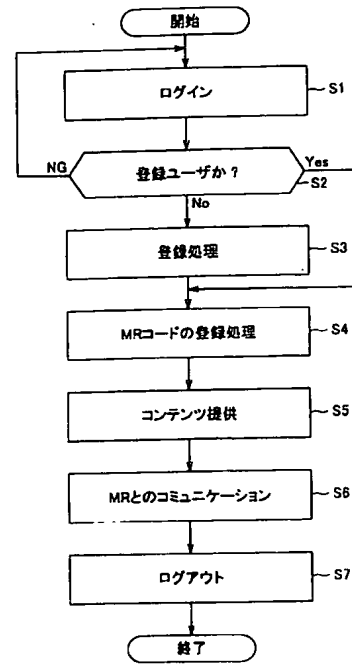 開始
ログイン
S1
NG
登録ユーザか？
Yes
S2
No
登録処理
S3
MRコードの登録処理
S4
コンテンツ提供
S5
MRとのコミュニケーション
S6
ログアウト
S7
終了